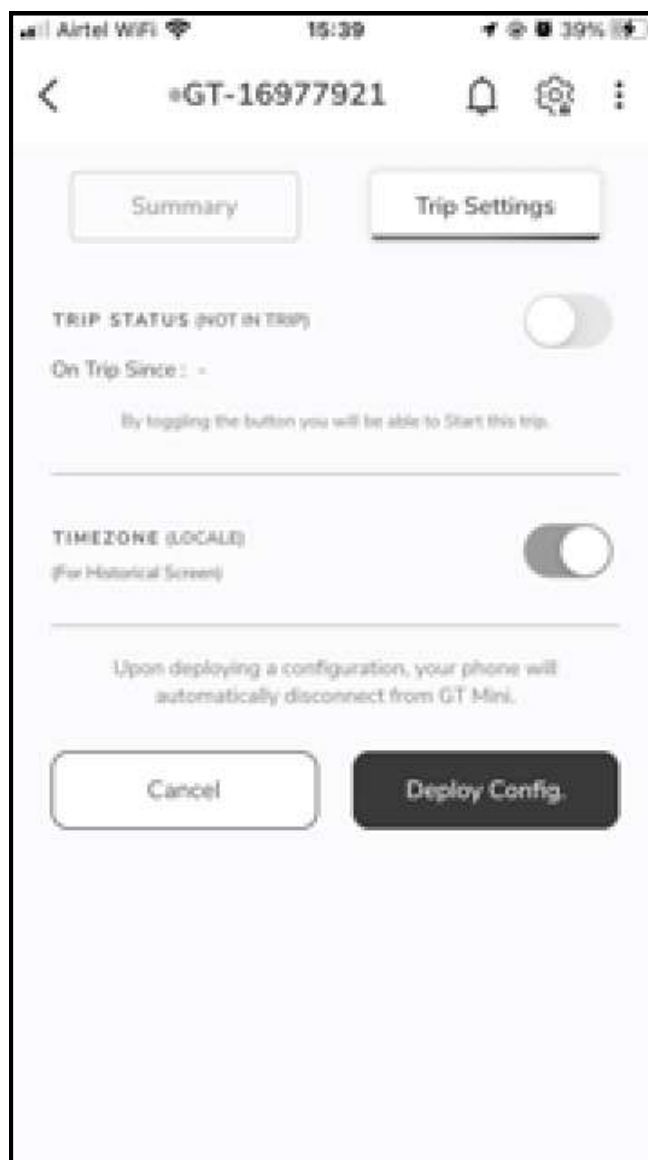 Airtel WiFi 15:39 39%
GT-16977921
Summary Trip Settings
TRIP STATUS (NOT IN TRIP)
On Trip Since : -
By toggling the button you will be able to Start this trip.
TIMEZONE (LOCALE)
(For Historical Screen)
Upon deploying a configuration, your phone will
automatically disconnect from GT Mini.
Cancel Deploy Config.